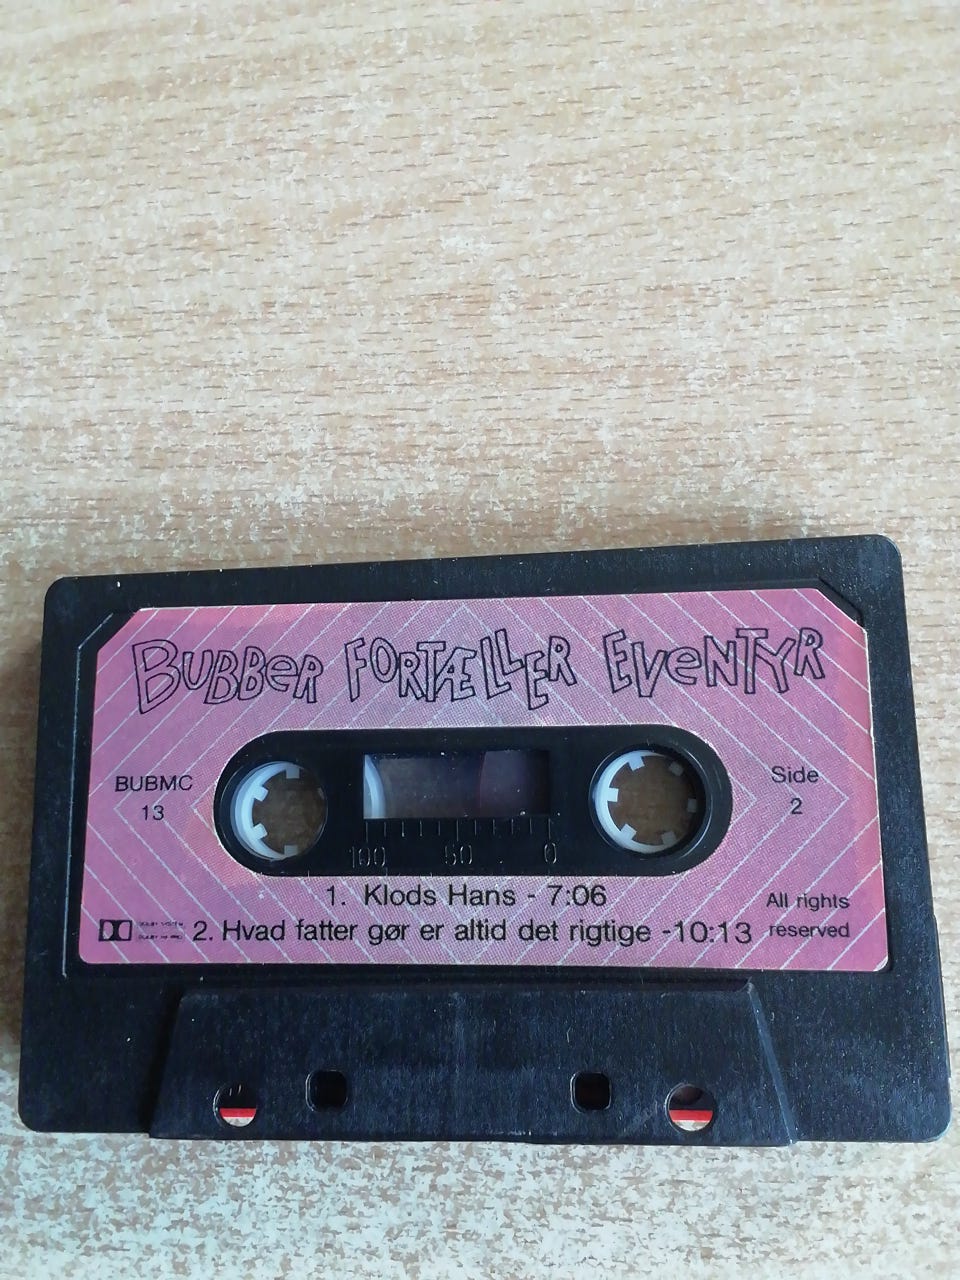 BUBBER FORTÆLLER EVENTYR
BUBMC
13
Side
2
100 50 0
1. Klods Hans - 7:06
2. Hvad fatter gør er altid det rigtige -10:13
All rights
reserved